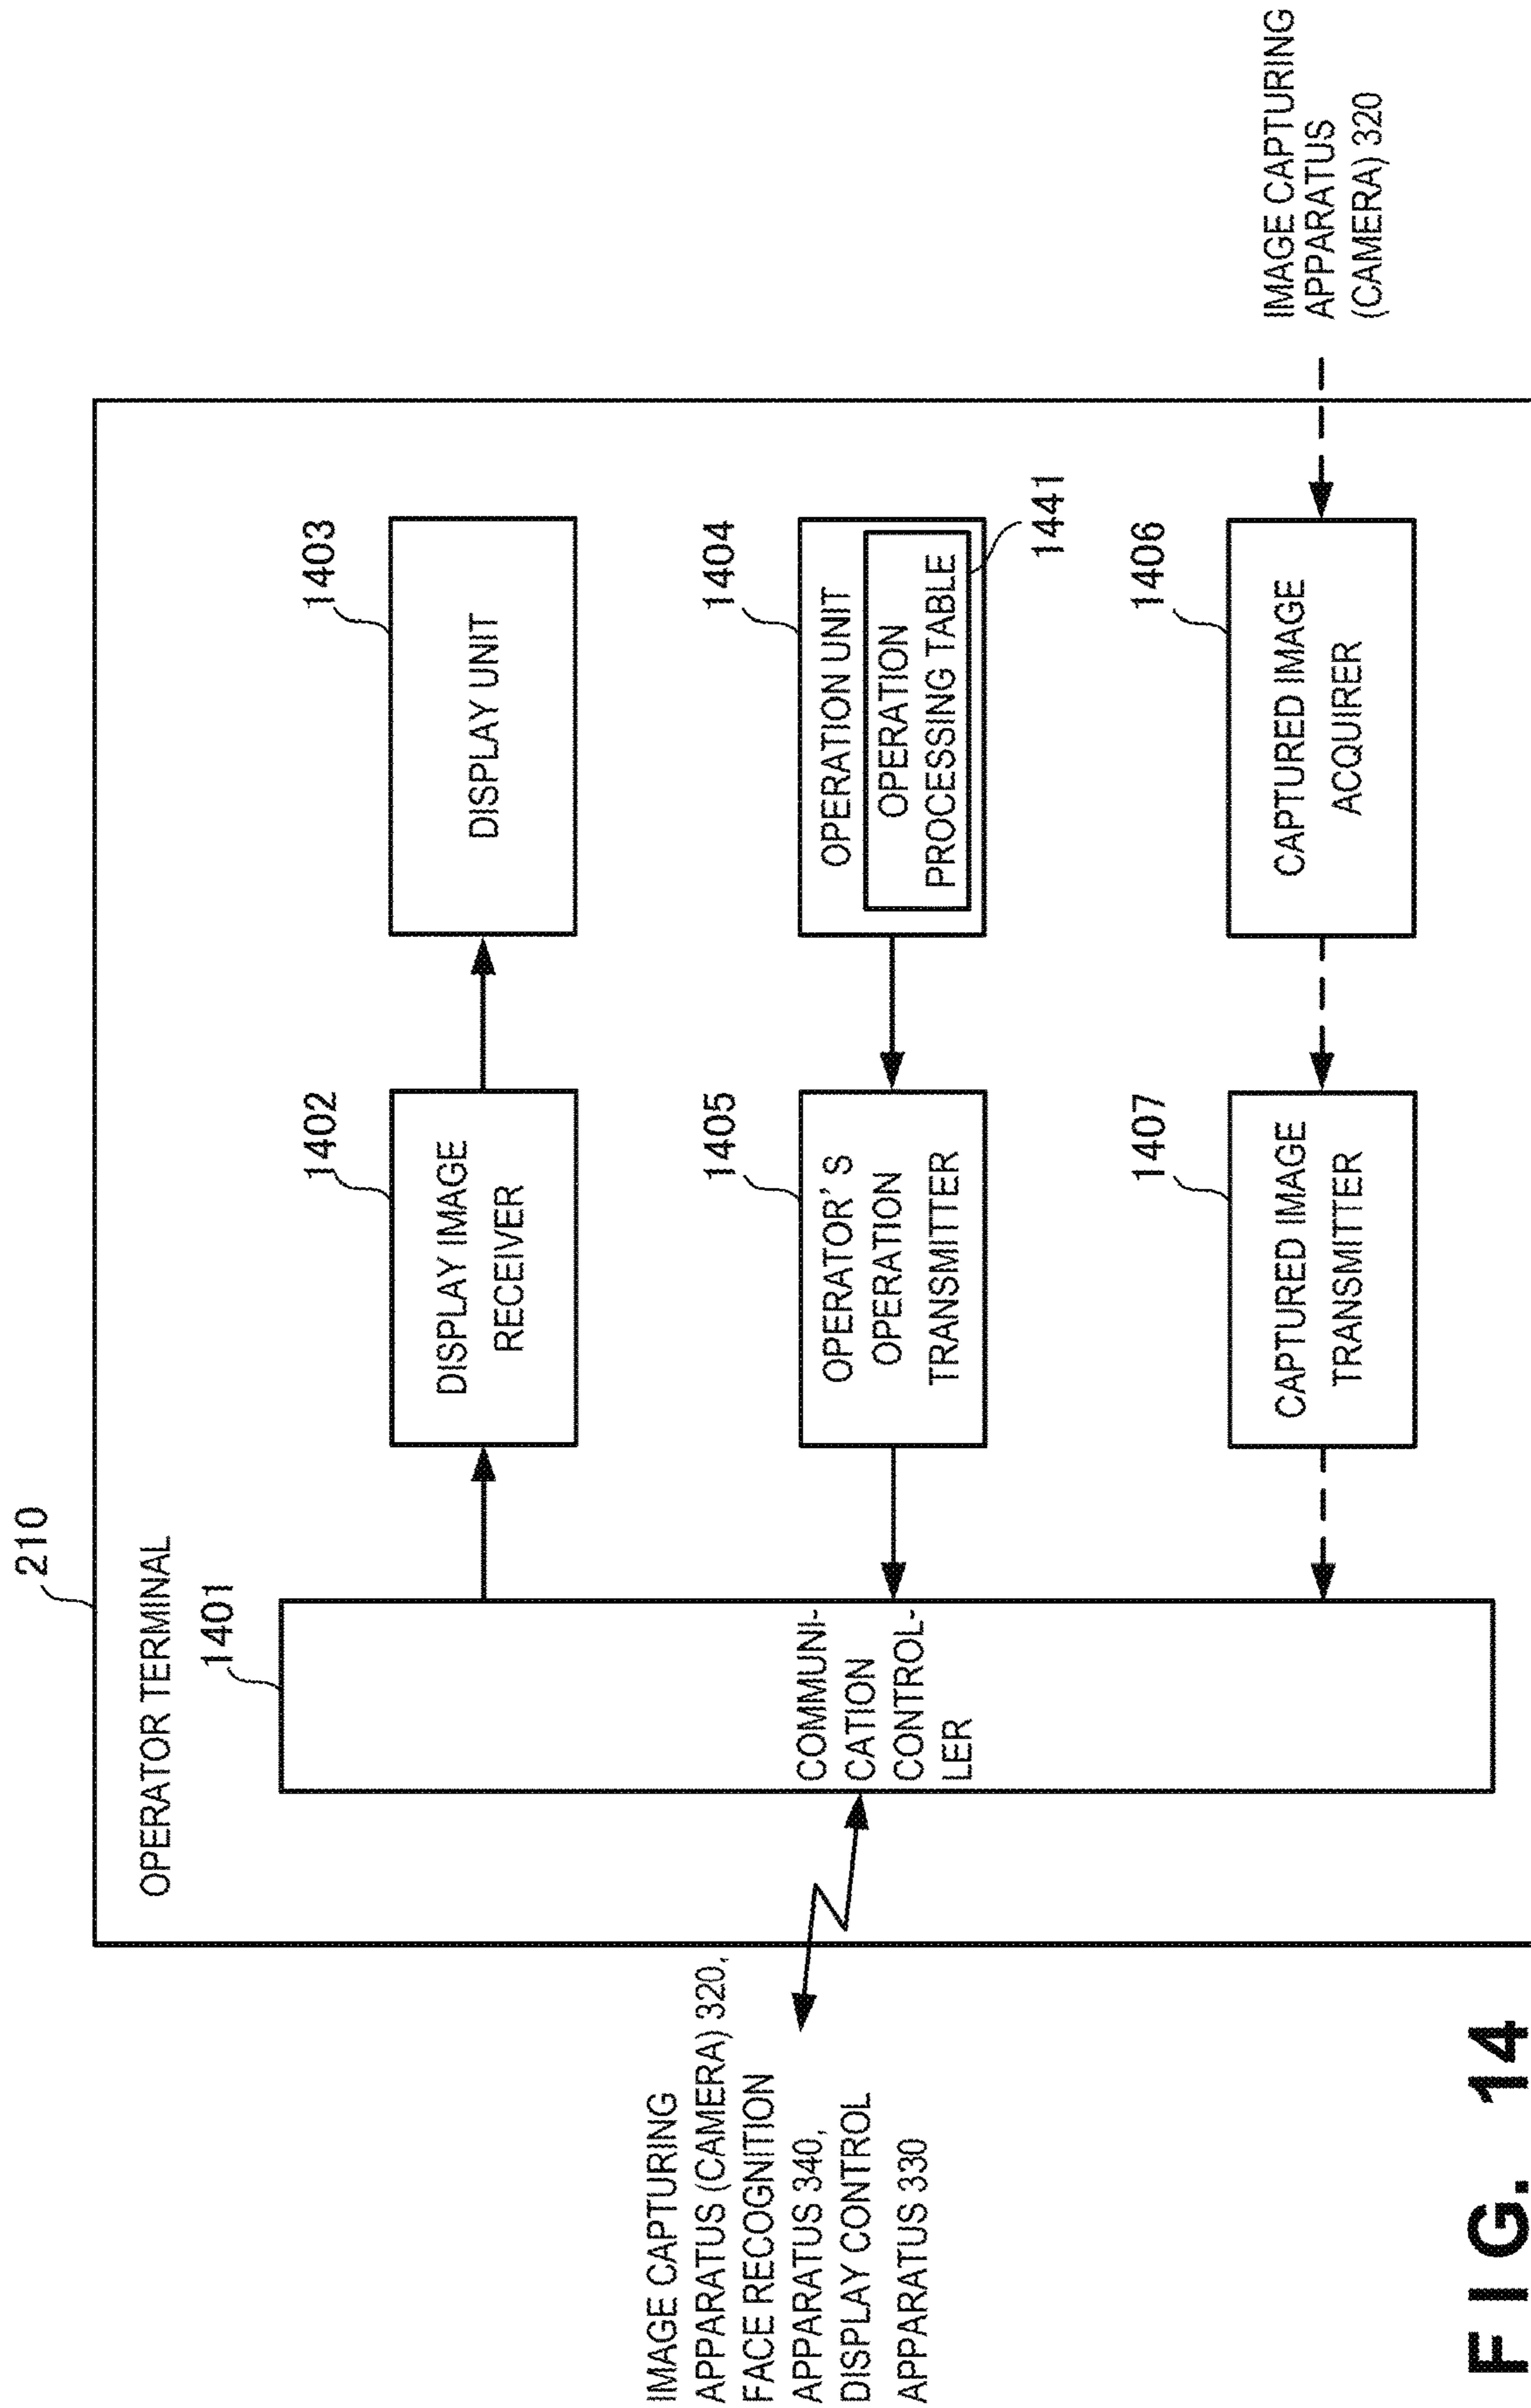 210
OPERATOR TERMINAL
1401
COMMUNI-
CATION
CONTROL-
LER
1402
DISPLAY IMAGE
RECEIVER
1403
DISPLAY UNIT
1405
OPERATOR'S
OPERATION
TRANSMITTER
1404
OPERATION UNIT
OPERATION
PROCESSING TABLE
1441
1407
CAPTURED IMAGE
TRANSMITTER
1406
CAPTURED IMAGE
ACQUIRER
IMAGE CAPTURING
APPARATUS
(CAMERA) 320
IMAGE CAPTURING
APPARATUS (CAMERA) 320,
FACE RECOGNITION
APPARATUS 340,
DISPLAY CONTROL
APPARATUS 330
FIG. 14